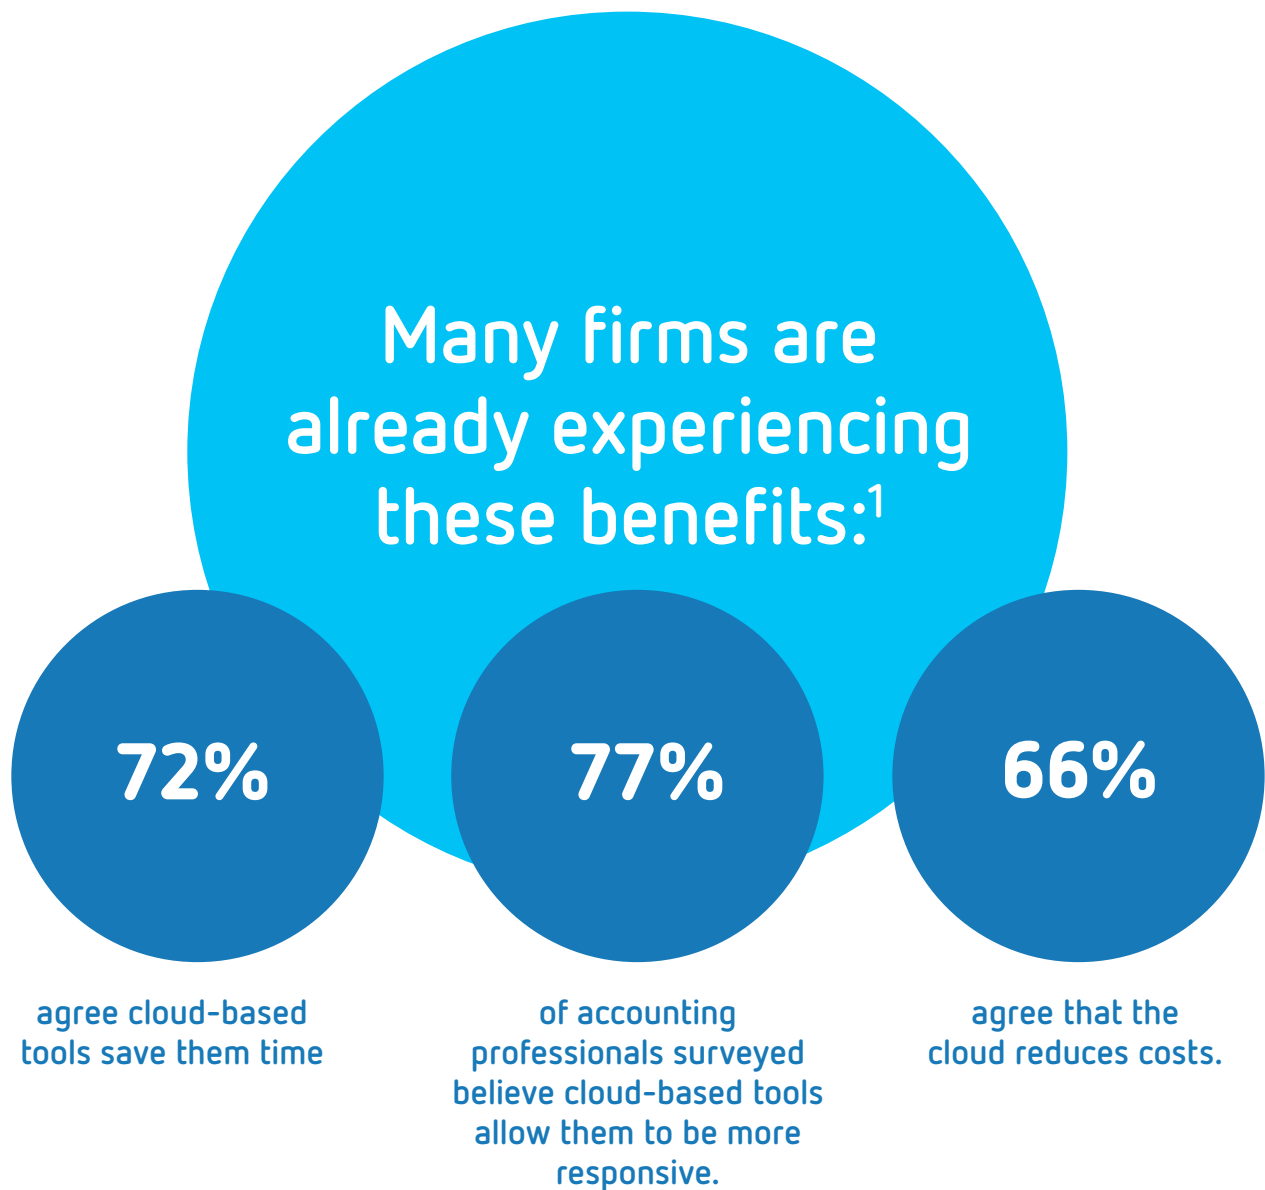 Many firms are
already experiencing
these benefits:¹
72%
77%
66%
agree cloud-based
tools save them time
of accounting
professionals surveyed
believe cloud-based tools
allow them to be more
responsive.
agree that the
cloud reduces costs.